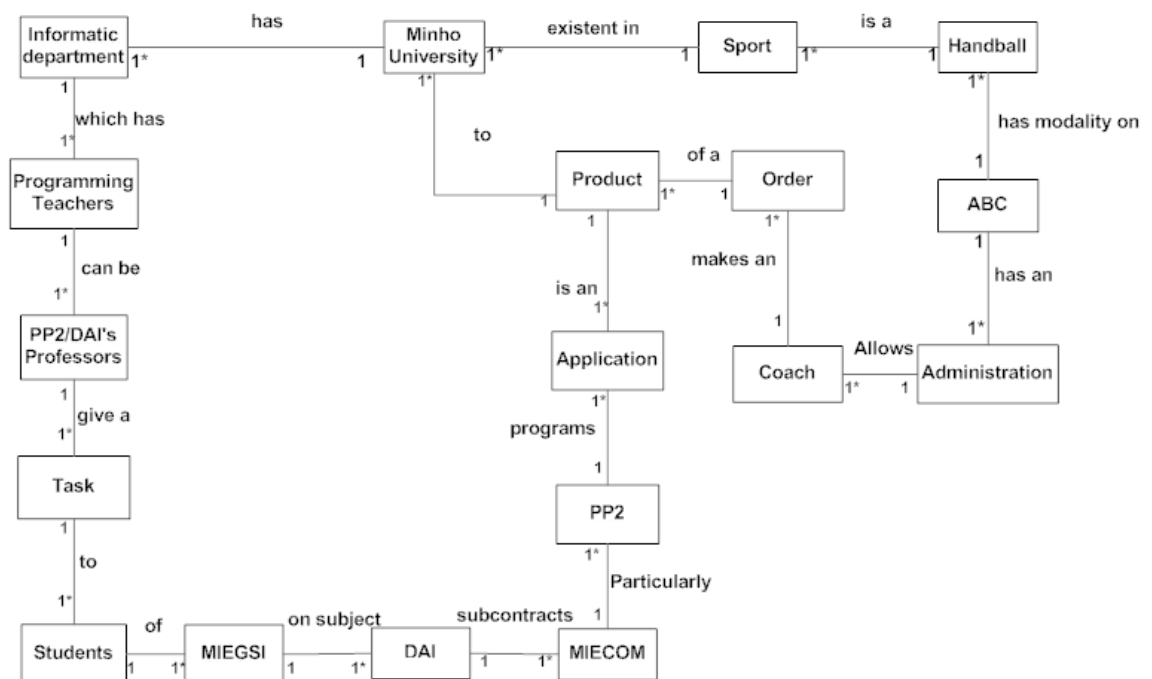 has
existent in
is a
Informatic
department
Minho
University
Sport
Handball
1*
1
1*
1
1*
1
1
1*
1*
which has
to
has modality on
1*
of a
1
Programming
Teachers
Product
Order
ABC
1
1*
1
1
1
1*
1
can be
makes an
has an
1*
is an
1*
1
1*
PP2/DAI's
Professors
Application
Coach
Allows
Administration
1*
1
1
1*
give a
programs
1*
1
Task
PP2
1
1*
to
Particularly
1*
1
of
on subject
subcontracts
Students
MIEGSI
DAI
MIECOM
1
1*
1
1*
1
1*